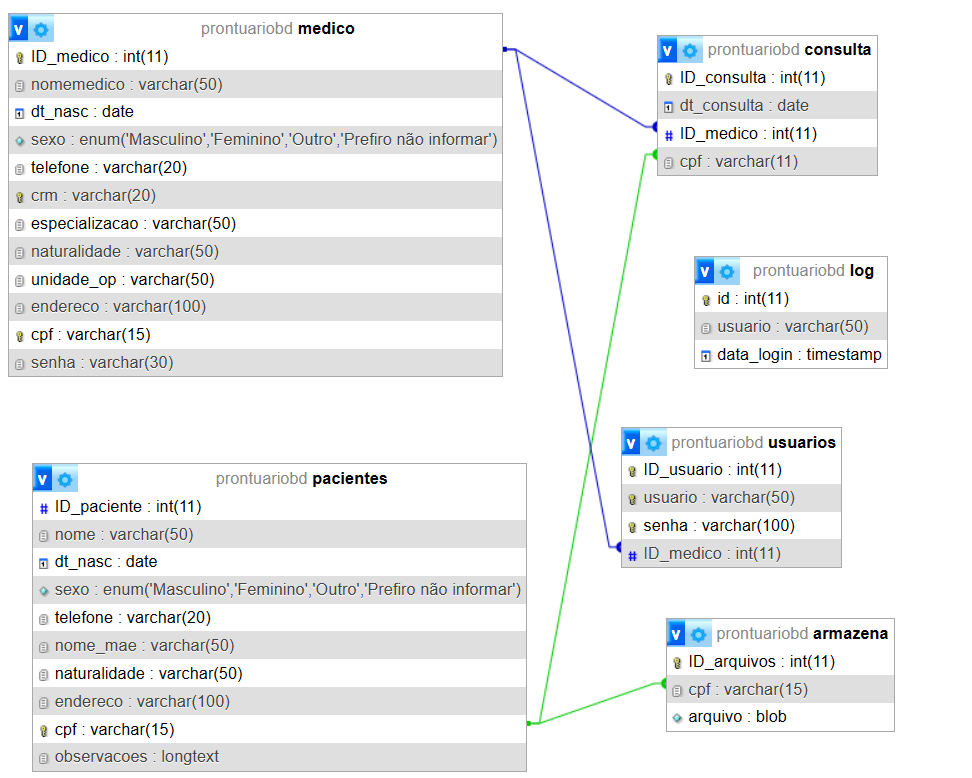 prontuariobd medico
ID_medico : int(11)
nomemedico : varchar(50)
dt_nasc : date
sexo : enum('Masculino','Feminino','Outro','Prefiro não informar')
telefone : varchar(20)
crm : varchar(20)
especializacao : varchar(50)
naturalidade : varchar(50)
unidade_op : varchar(50)
endereco : varchar(100)
cpf : varchar(15)
senha : varchar(30)
prontuariobd consulta
ID_consulta : int(11)
dt_consulta : date
ID_medico : int(11)
cpf : varchar(11)
prontuariobd log
id : int(11)
usuario : varchar(50)
data_login : timestamp
prontuariobd usuarios
ID_usuario : int(11)
usuario : varchar(50)
senha : varchar(100)
ID_medico : int(11)
prontuariobd pacientes
ID_paciente : int(11)
nome : varchar(50)
dt_nasc : date
sexo : enum('Masculino','Feminino','Outro','Prefiro não informar')
telefone : varchar(20)
nome_mae : varchar(50)
naturalidade : varchar(50)
endereco : varchar(100)
cpf : varchar(15)
observacoes : longtext
prontuariobd armazena
ID_arquivos : int(11)
cpf : varchar(15)
arquivo : blob